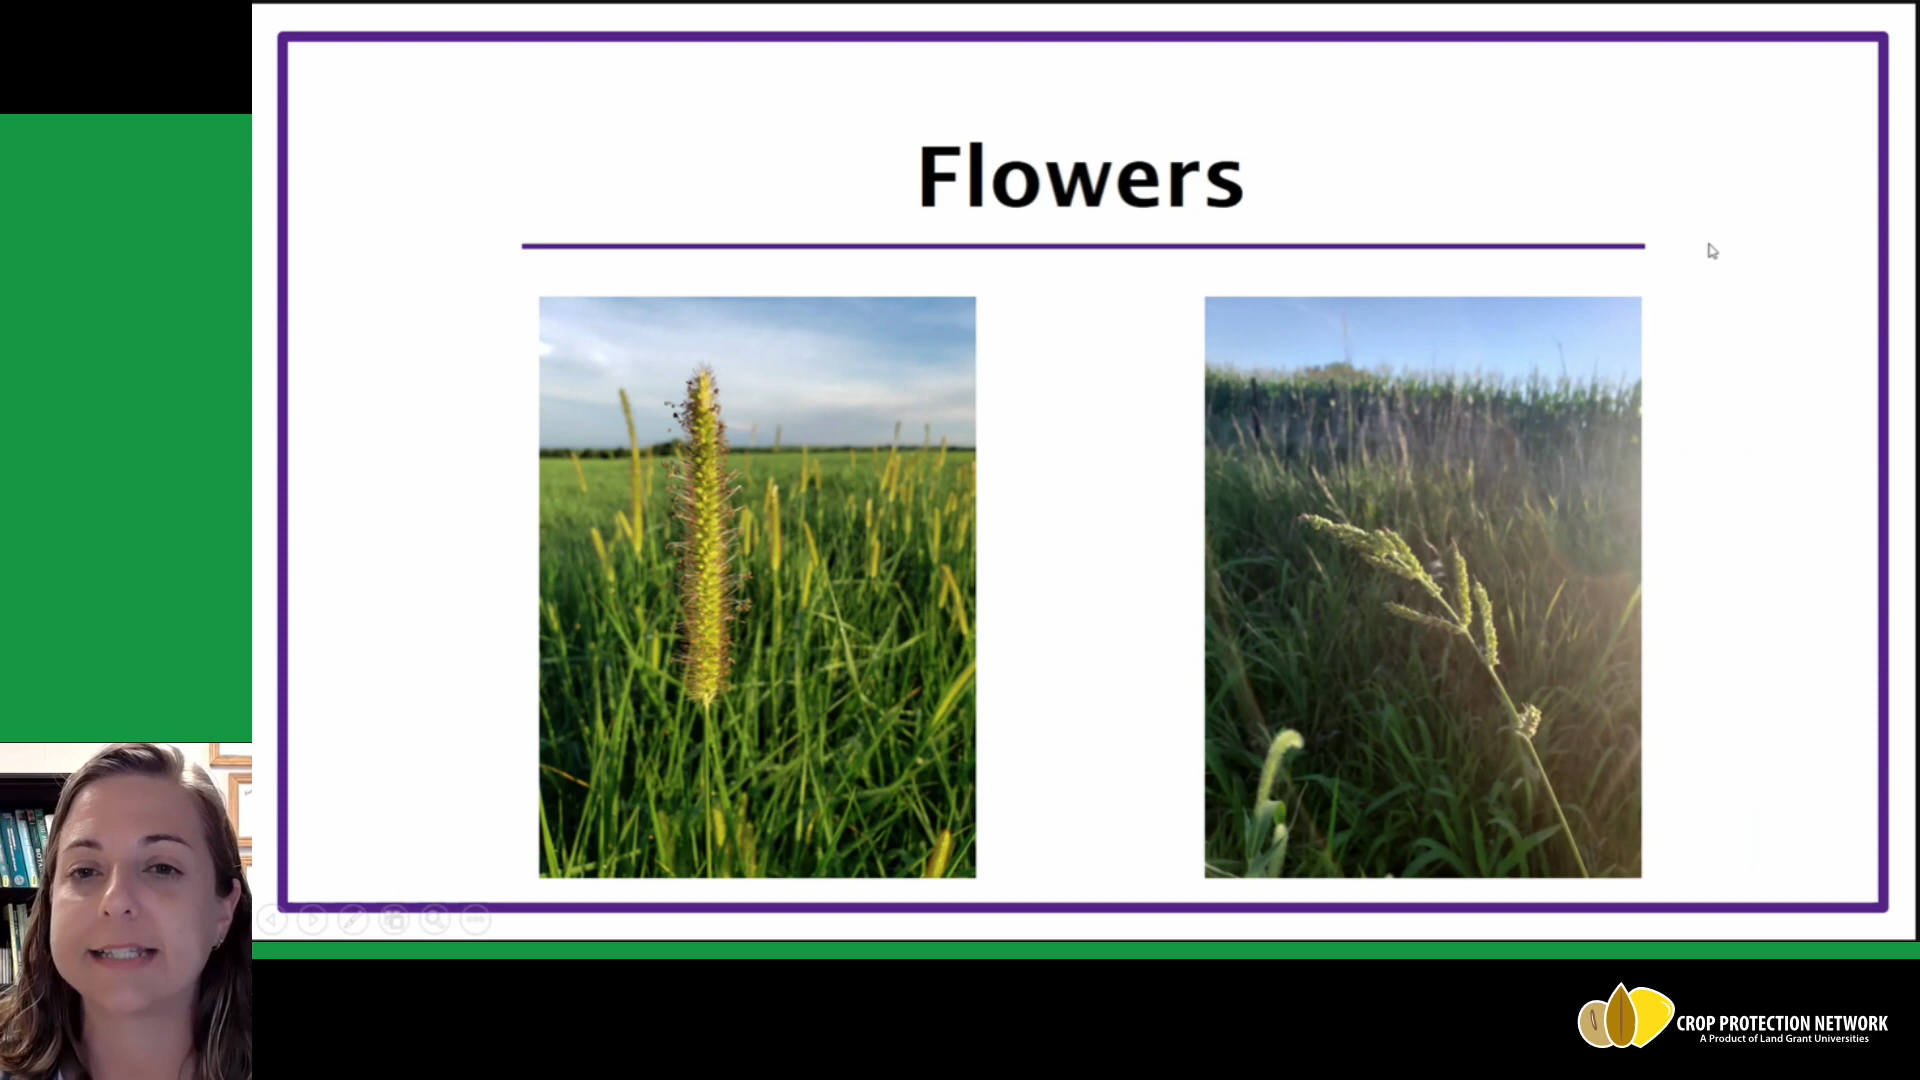 Flowers
CROP PROTECTION NETWORK
A Product of Land Grant Universities